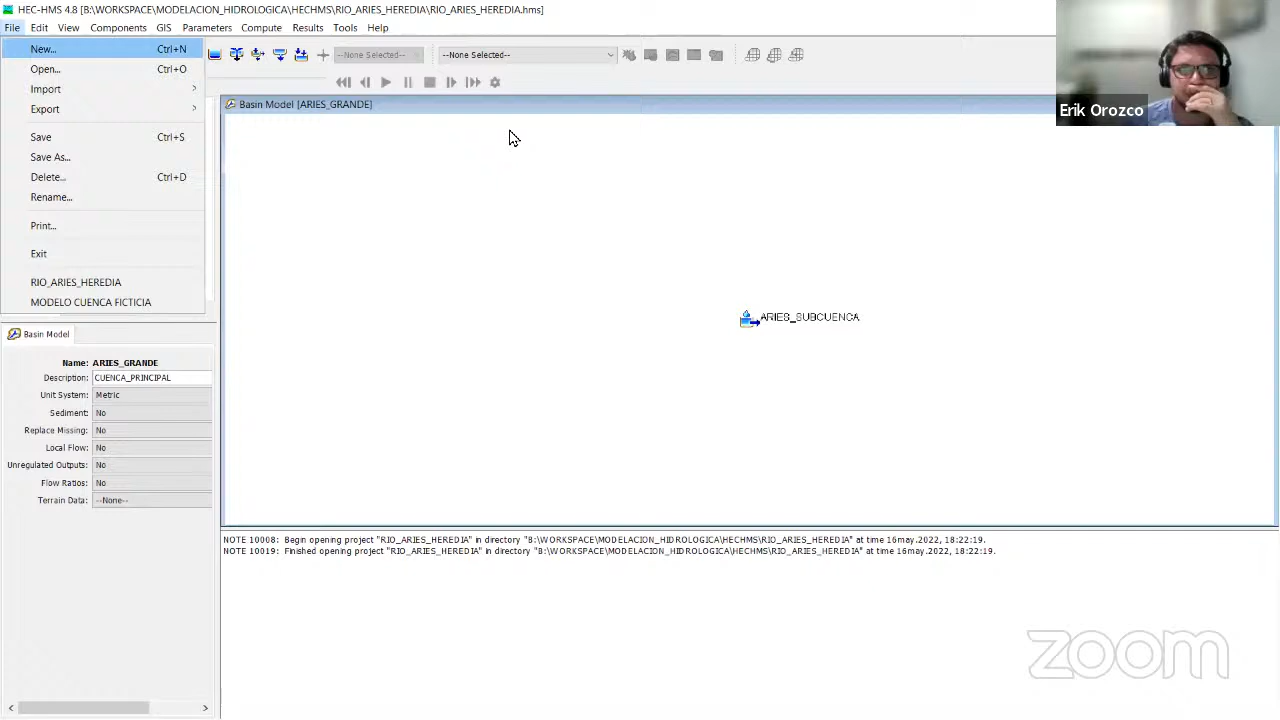 HEC-HMS 4.8 [B:\WORKSPACE\MODELACION_HIDROLOGICA\HECHMS\RIO_ARIES_HEREDIA\RIO_ARIES_HEREDIA.hms]
File Edit View Components GIS Parameters Compute Results Tools Help
New... Ctrl+N
--None Selected--
--None Selected--
Open... Ctrl+O
Import
Export
Basin Model [ARIES_GRANDE]
Erik Orozco
Save Ctrl+S
Save As...
Delete... Ctrl+D
Rename...
Print...
Exit
RIO_ARIES_HEREDIA
MODELO CUENCA FICTICIA
ARIES_SUBCUENCA
Basin Model
Name: ARIES_GRANDE
Description: CUENCA_PRINCIPAL
Unit System: Metric
Sediment: No
Replace Missing: No
Local Flow: No
Unregulated Outputs: No
Flow Ratios: No
Terrain Data: --None--
NOTE 10008: Begin opening project "RIO_ARIES_HEREDIA" in directory "B:\WORKSPACE\MODELACION_HIDROLOGICA\HECHMS\RIO_ARIES_HEREDIA" at time 16may.2022, 18:22:19.
NOTE 10019: Finished opening project "RIO_ARIES_HEREDIA" in directory "B:\WORKSPACE\MODELACION_HIDROLOGICA\HECHMS\RIO_ARIES_HEREDIA" at time 16may.2022, 18:22:19.
zoom